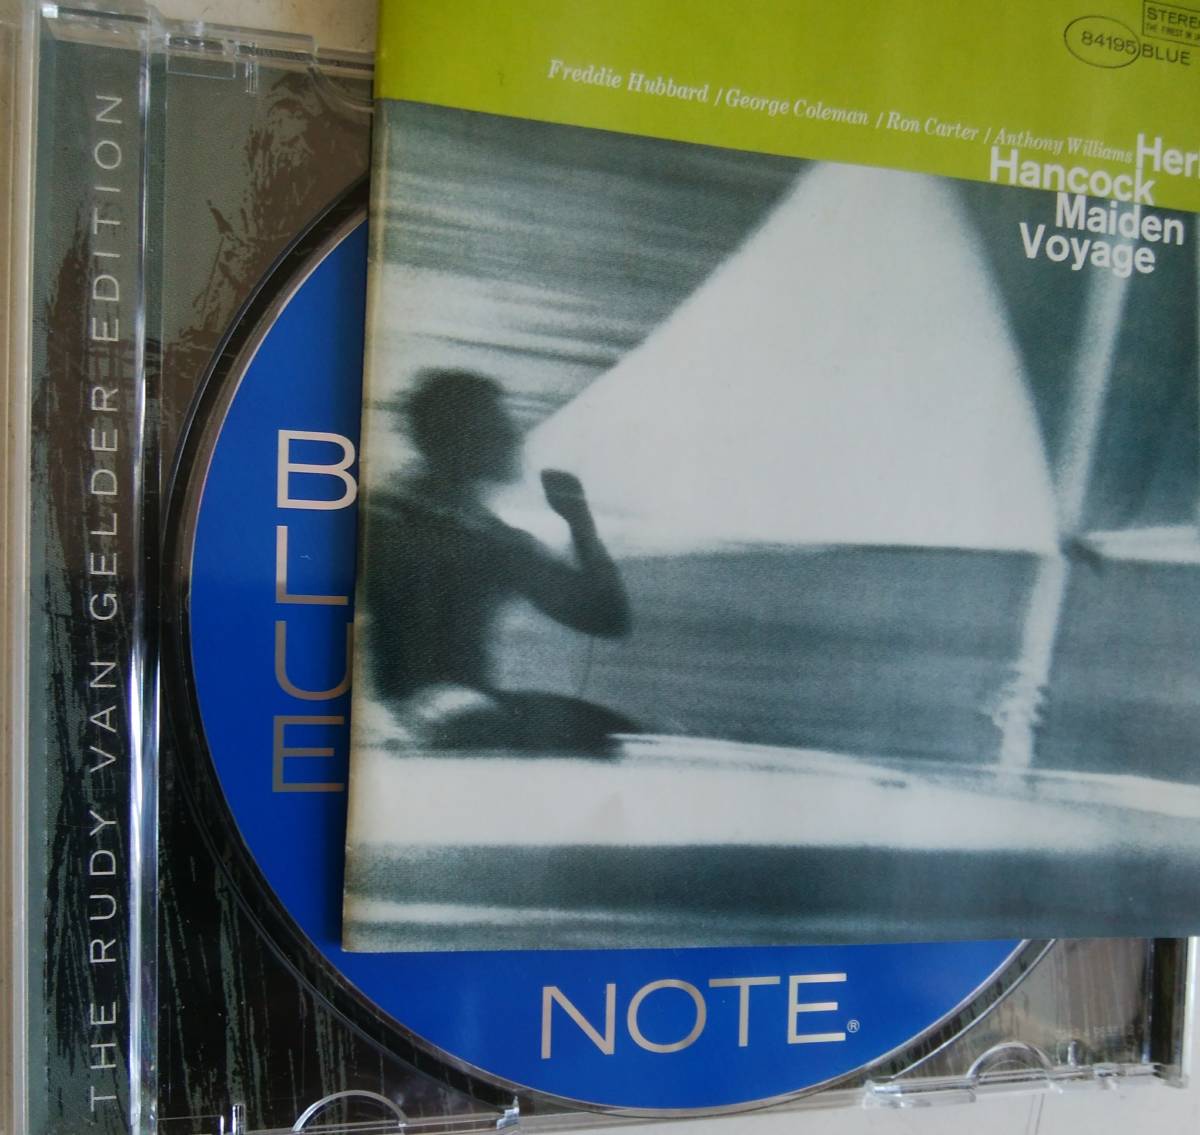 STEREO
84195 BLUE
Freddie Hubbard / George Coleman / Ron Carter / Anthony Williams
Hancock
Maiden
Voyage
THE RUDY VAN GELDER EDITION
BLUE
NOTE®